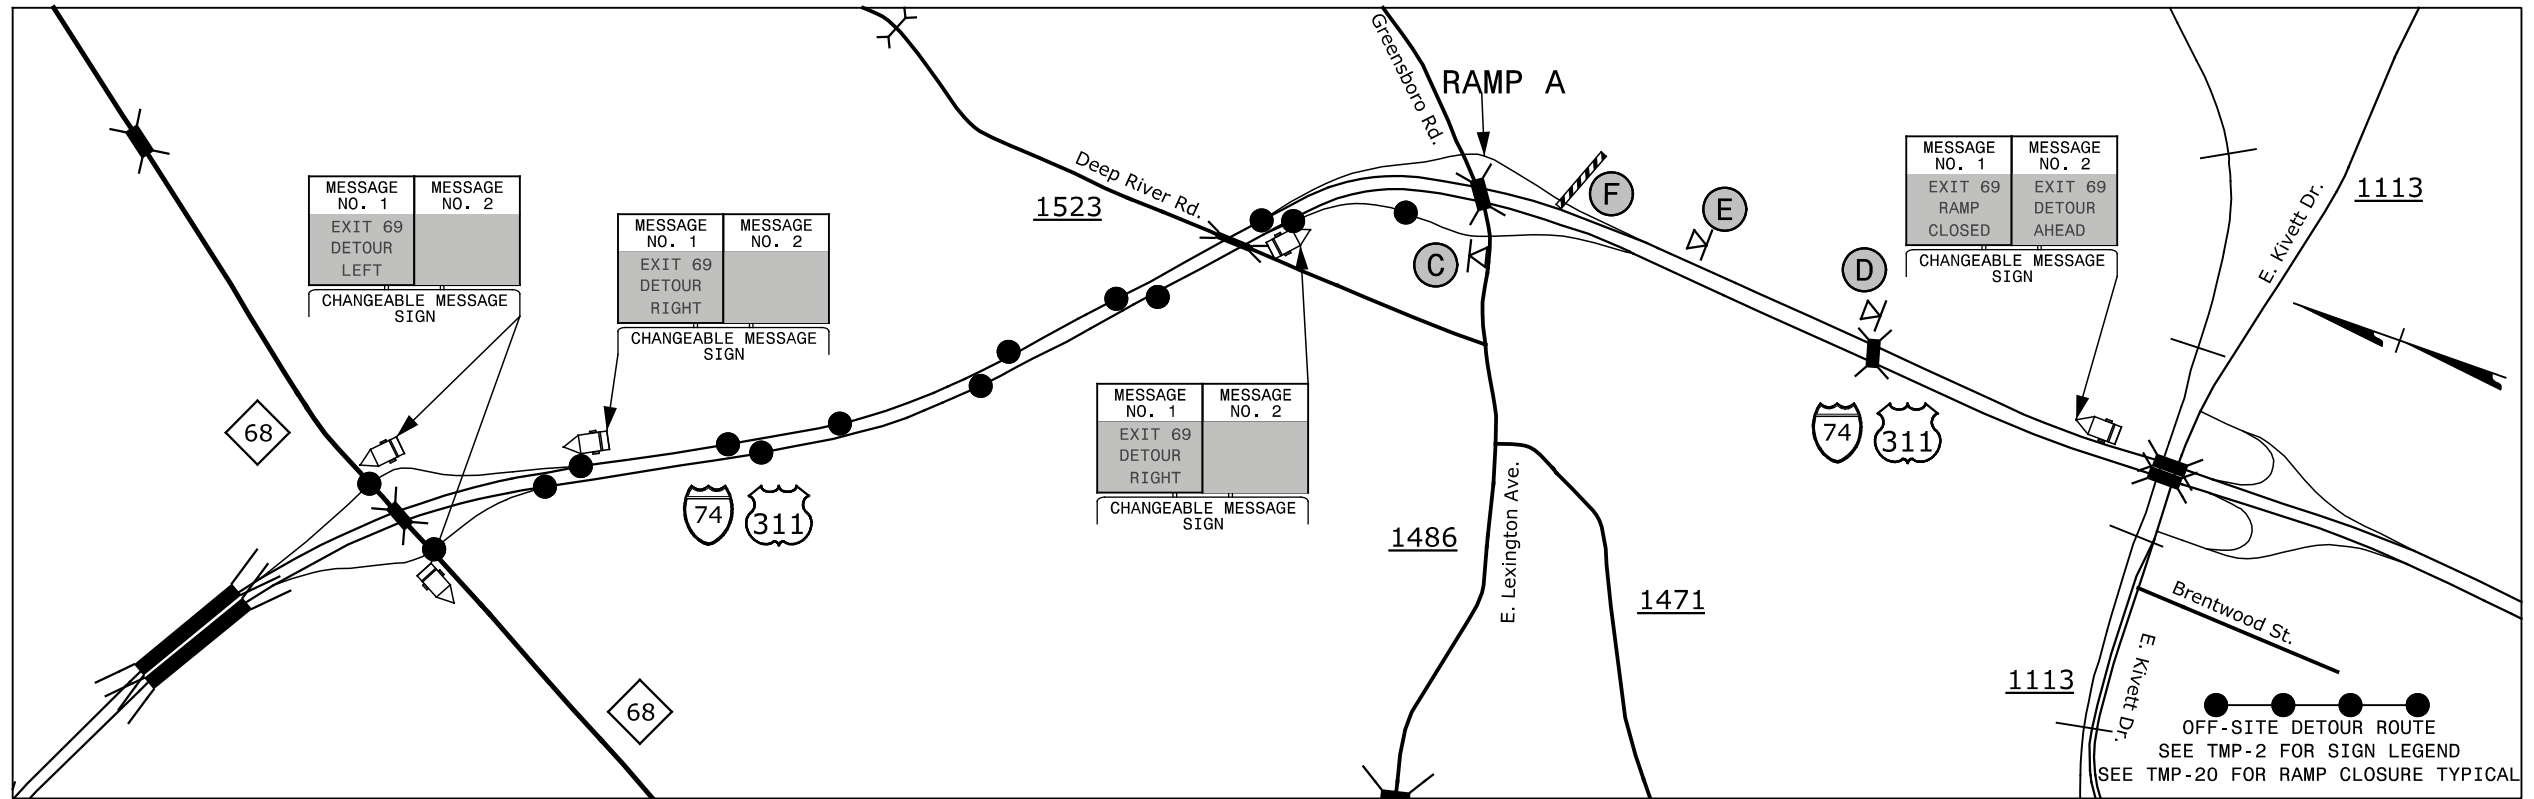 Greensboro Rd.
RAMP A
Deep River Rd.
1523
F
E
D
C
MESSAGE NO. 1
MESSAGE NO. 2
EXIT 69
DETOUR
LEFT
CHANGEABLE MESSAGE
SIGN
MESSAGE NO. 1
MESSAGE NO. 2
EXIT 69
DETOUR
RIGHT
CHANGEABLE MESSAGE
SIGN
MESSAGE NO. 1
MESSAGE NO. 2
EXIT 69
RAMP
CLOSED
EXIT 69
DETOUR
AHEAD
CHANGEABLE MESSAGE
SIGN
1113
E. Kivett Dr.
MESSAGE NO. 1
MESSAGE NO. 2
EXIT 69
DETOUR
RIGHT
CHANGEABLE MESSAGE
SIGN
68
74
311
74
311
1486
E. Lexington Ave.
1471
68
Brentwood St.
1113
E. Kivett Dr.
OFF-SITE DETOUR ROUTE
SEE TMP-2 FOR SIGN LEGEND
SEE TMP-20 FOR RAMP CLOSURE TYPICAL